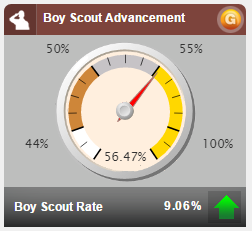 Boy Scout Advancement G
50% 55%
44% 100%
56.47%
Boy Scout Rate 9.06%